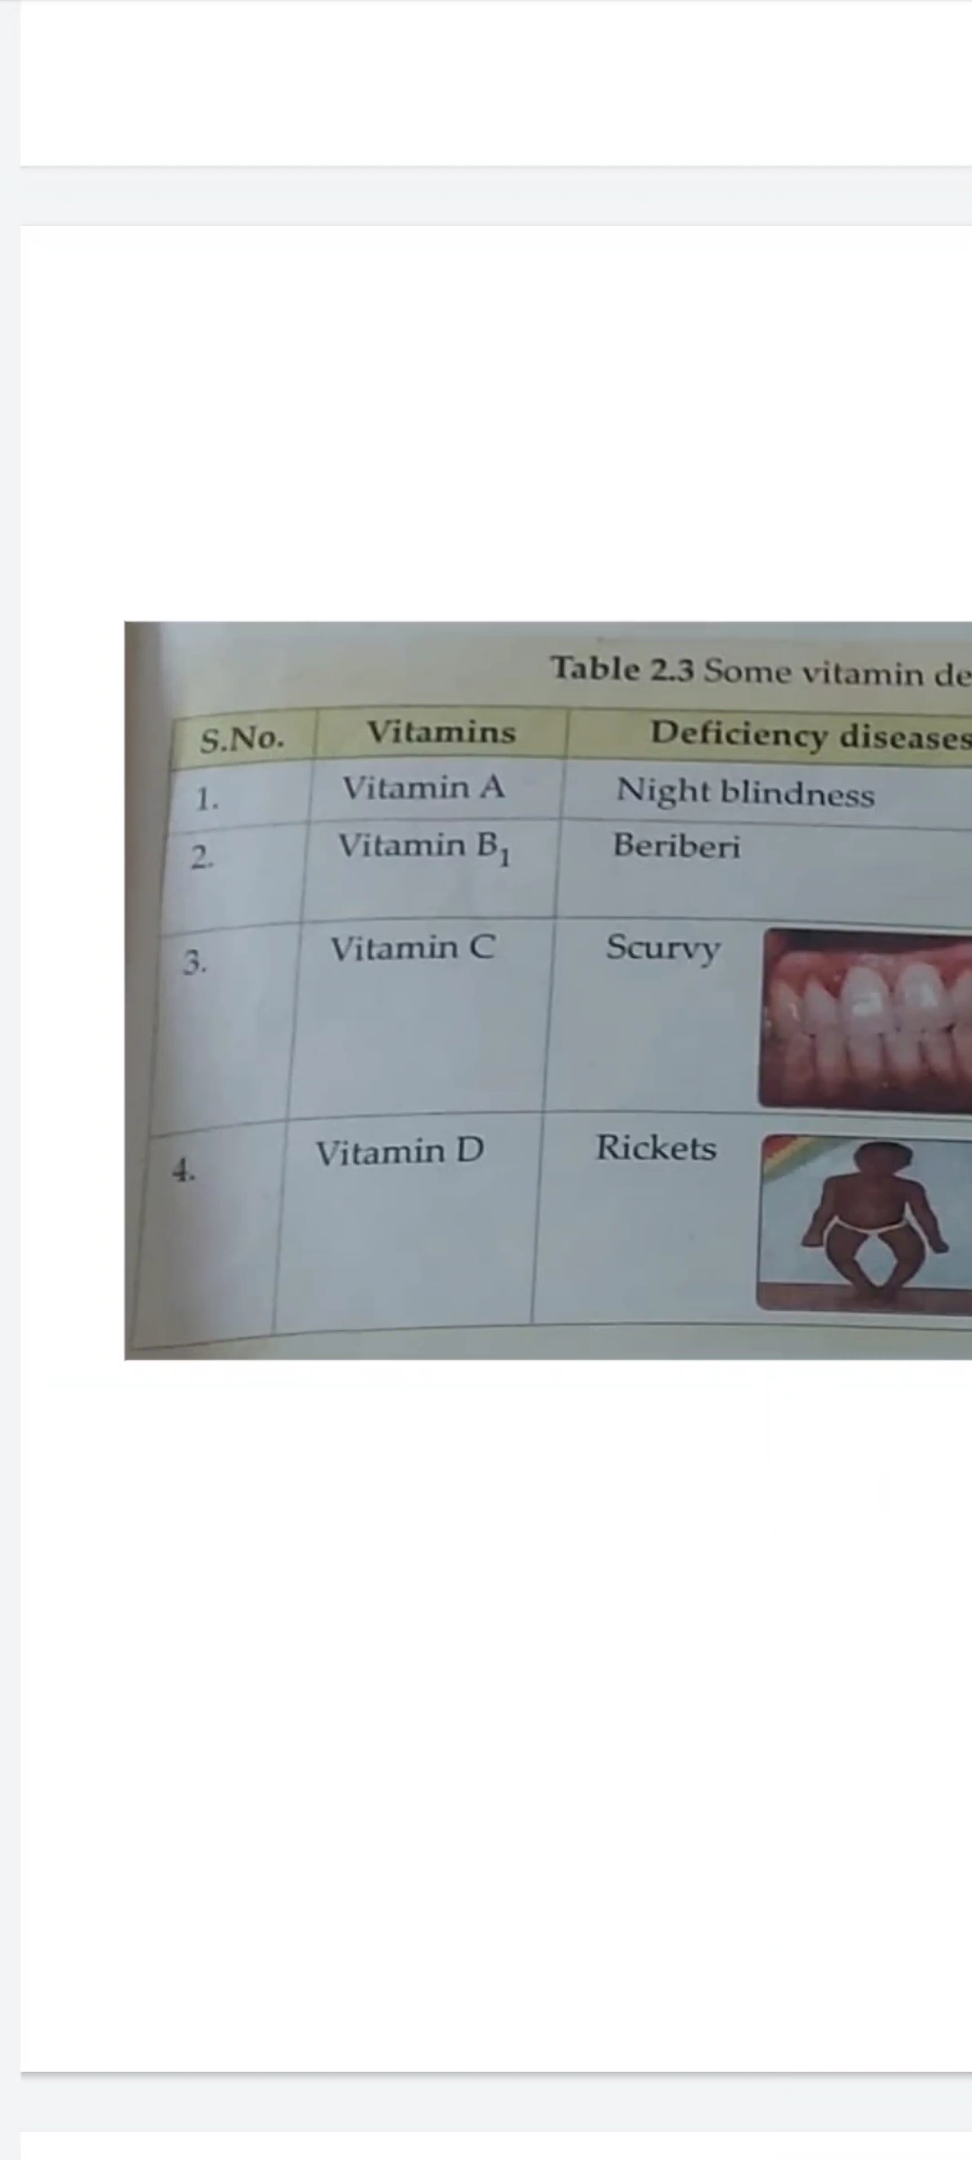 Table 2.3 Some vitamin de
S.No. Vitamins Deficiency diseases
1. Vitamin A Night blindness
2. Vitamin B₁ Beriberi
3. Vitamin C Scurvy
4. Vitamin D Rickets